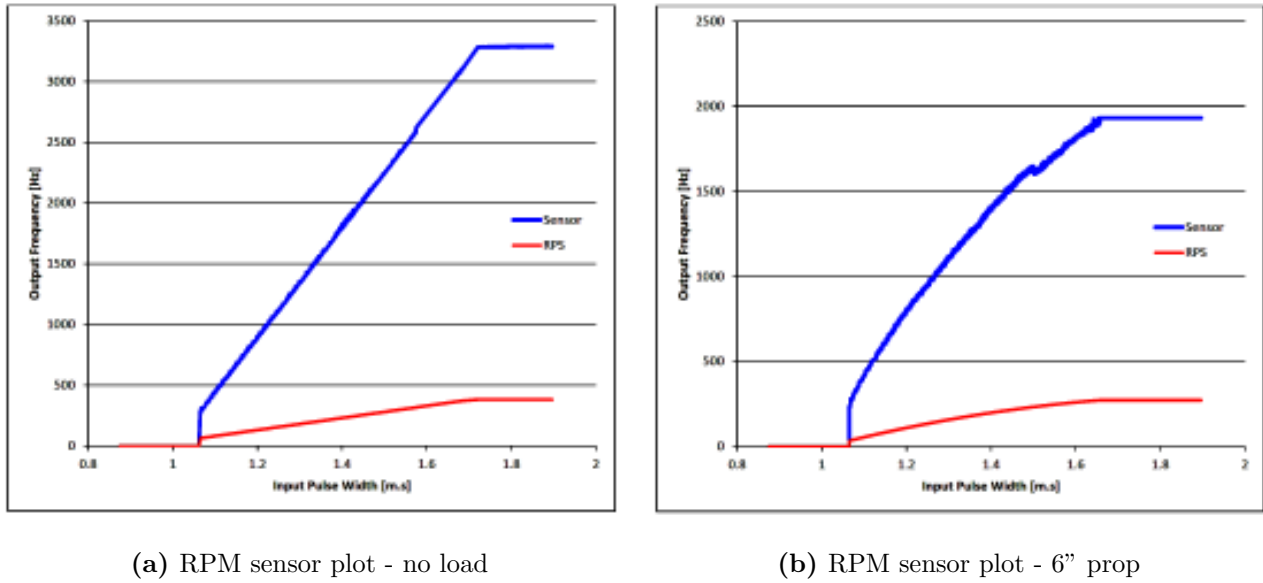 3500
3000
2500
2000
1500
1000
500
0
0.8 1 1.2 1.4 1.6 1.8 2
Output Frequency [Hz]
Input Pulse Width [m.s]
Sensor
RPS
2500
2000
1500
1000
500
0
0.8 1 1.2 1.4 1.6 1.8 2
Output Frequency [Hz]
Input Pulse Width [m.s]
Sensor
RPS
(a) RPM sensor plot - no load
(b) RPM sensor plot - 6” prop